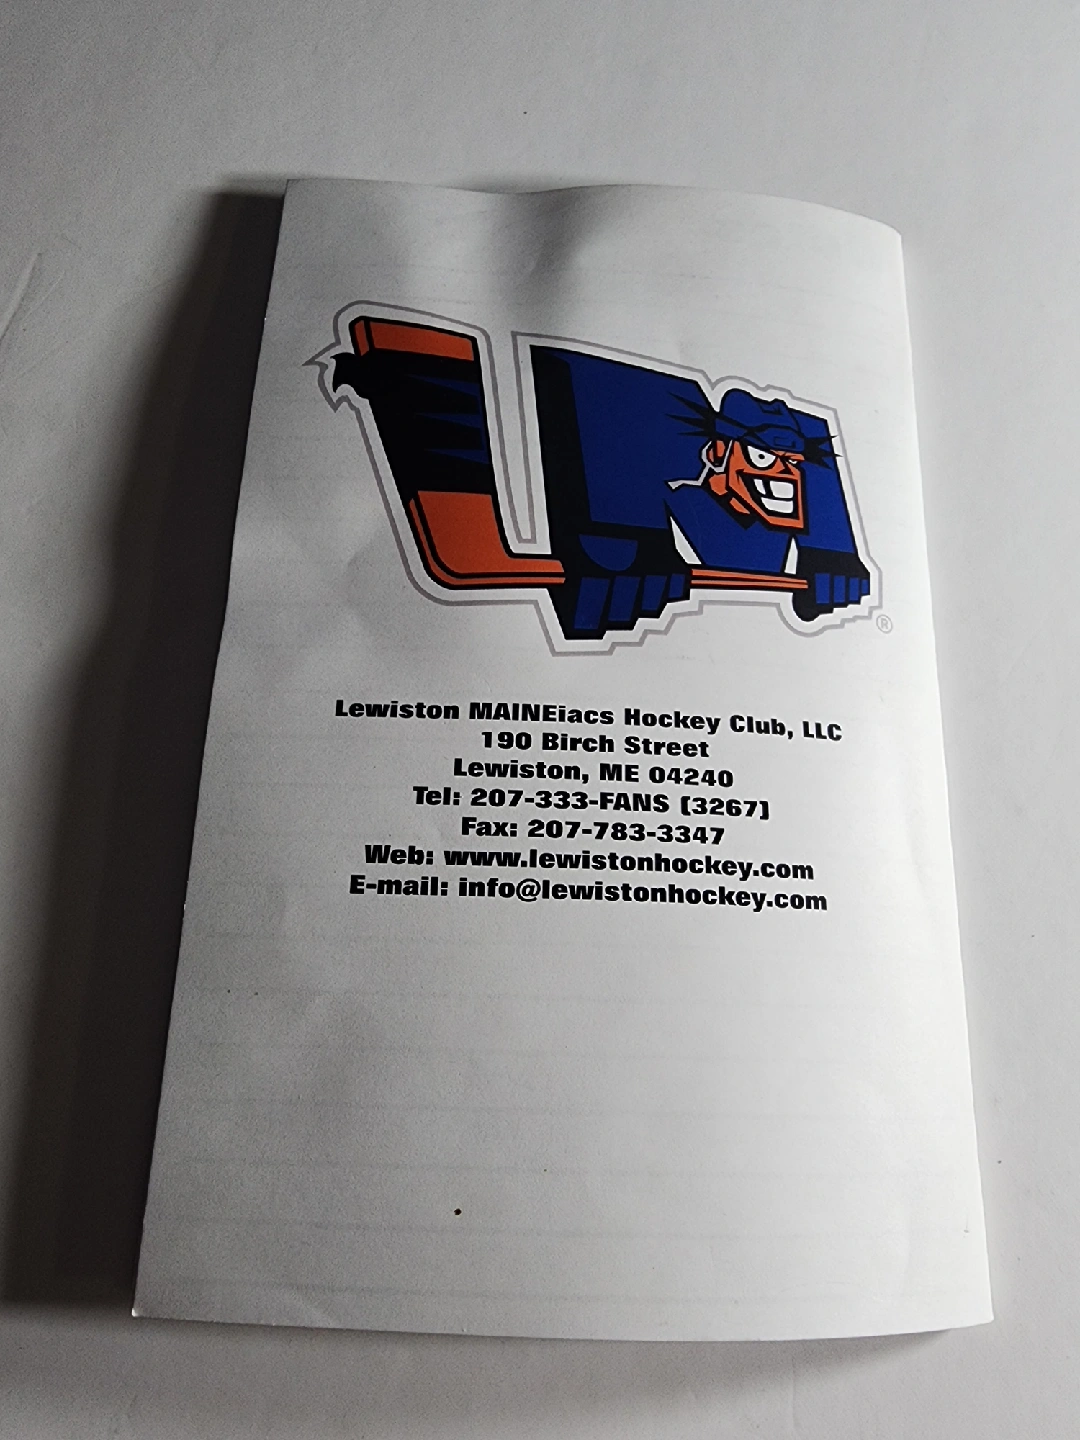 ®
Lewiston MAINEiacs Hockey Club, LLC
190 Birch Street
Lewiston, ME 04240
Tel: 207-333-FANS (3267)
Fax: 207-783-3347
Web: www.lewistonhockey.com
E-mail: info@lewistonhockey.com